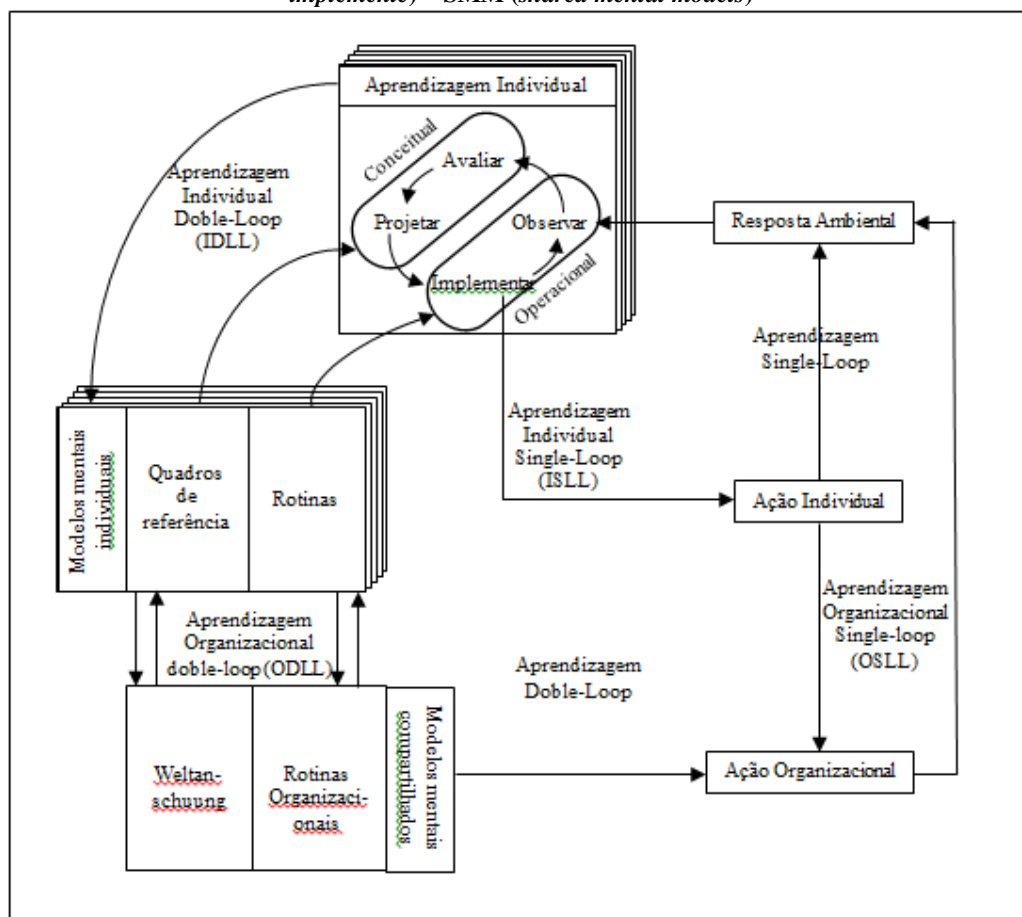 implemente) – SMM (shared mental models)
Aprendizagem Individual
Conceitual
Avaliar
Projetar
Observar
Implementar
Operacional
Aprendizagem
Individual
Doble-Loop
(IDLL)
Resposta Ambiental
Aprendizagem
Single-Loop
Aprendizagem
Individual
Single-Loop
(ISLL)
Ação Individual
Modelos mentais
individuais
Quadros
de
referência
Rotinas
Aprendizagem
Organizacional
doble-loop(ODLL)
Aprendizagem
Organizacional
Single-loop
(OSLL)
Aprendizagem
Doble-Loop
Weltan-
schuung
Rotinas
Organizaci-
onais
Modelos mentais
compartilhados
Ação Organizacional